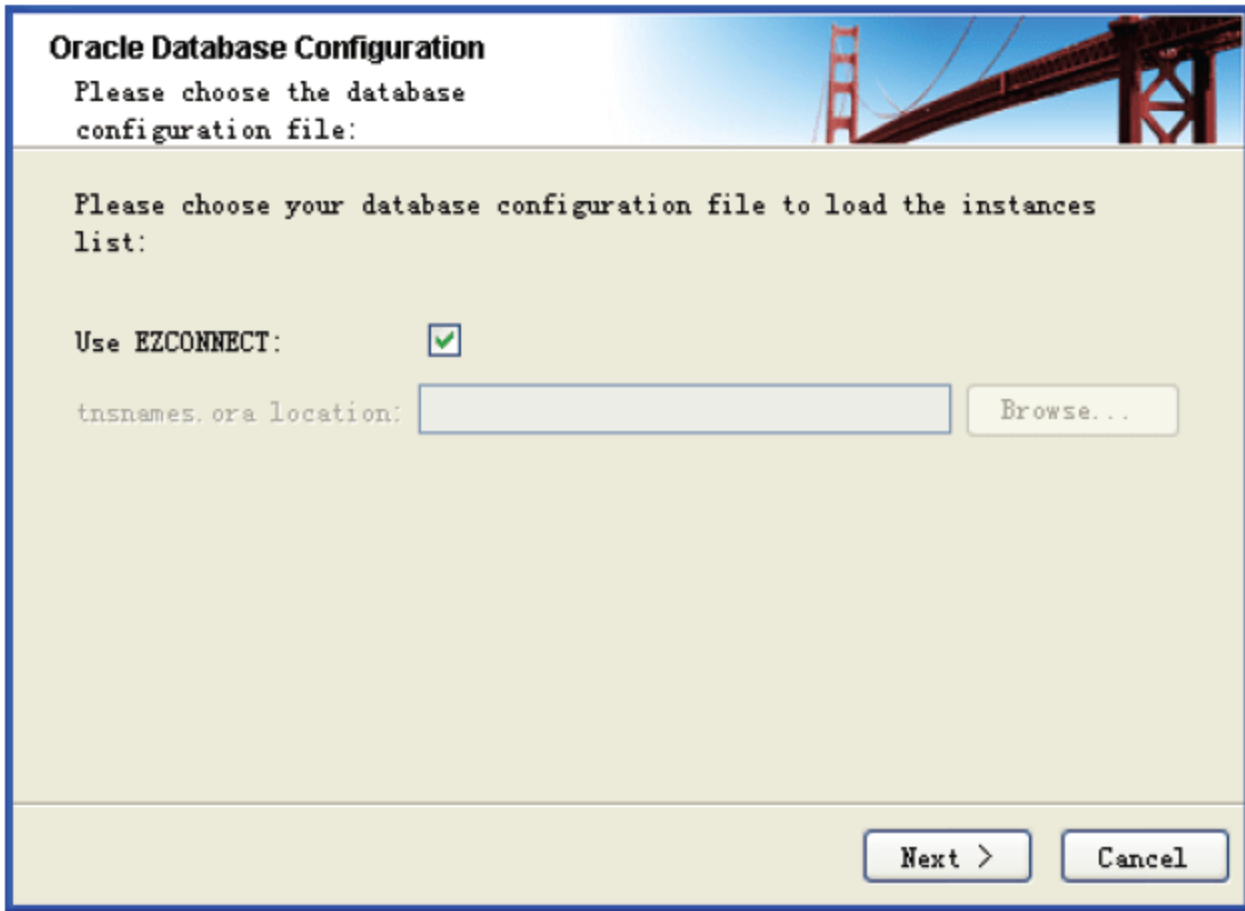 Oracle Database Configuration
Please choose the database
configuration file:
Please choose your database configuration file to load the instances
list:
Use EZCONNECT:
tnsnames.ora location:
Browse...
Next >
Cancel